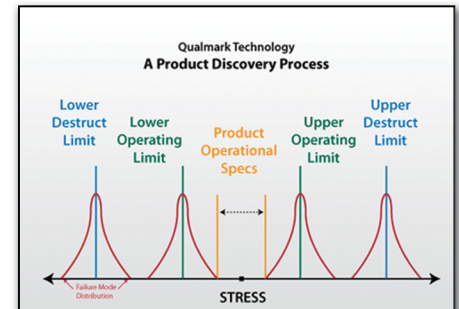 Qualmark Technology
A Product Discovery Process
Lower
Destruct
Limit
Lower
Operating
Limit
Product
Operational
Specs
Upper
Operating
Limit
Upper
Destruct
Limit
Failure Mode
Distribution
STRESS